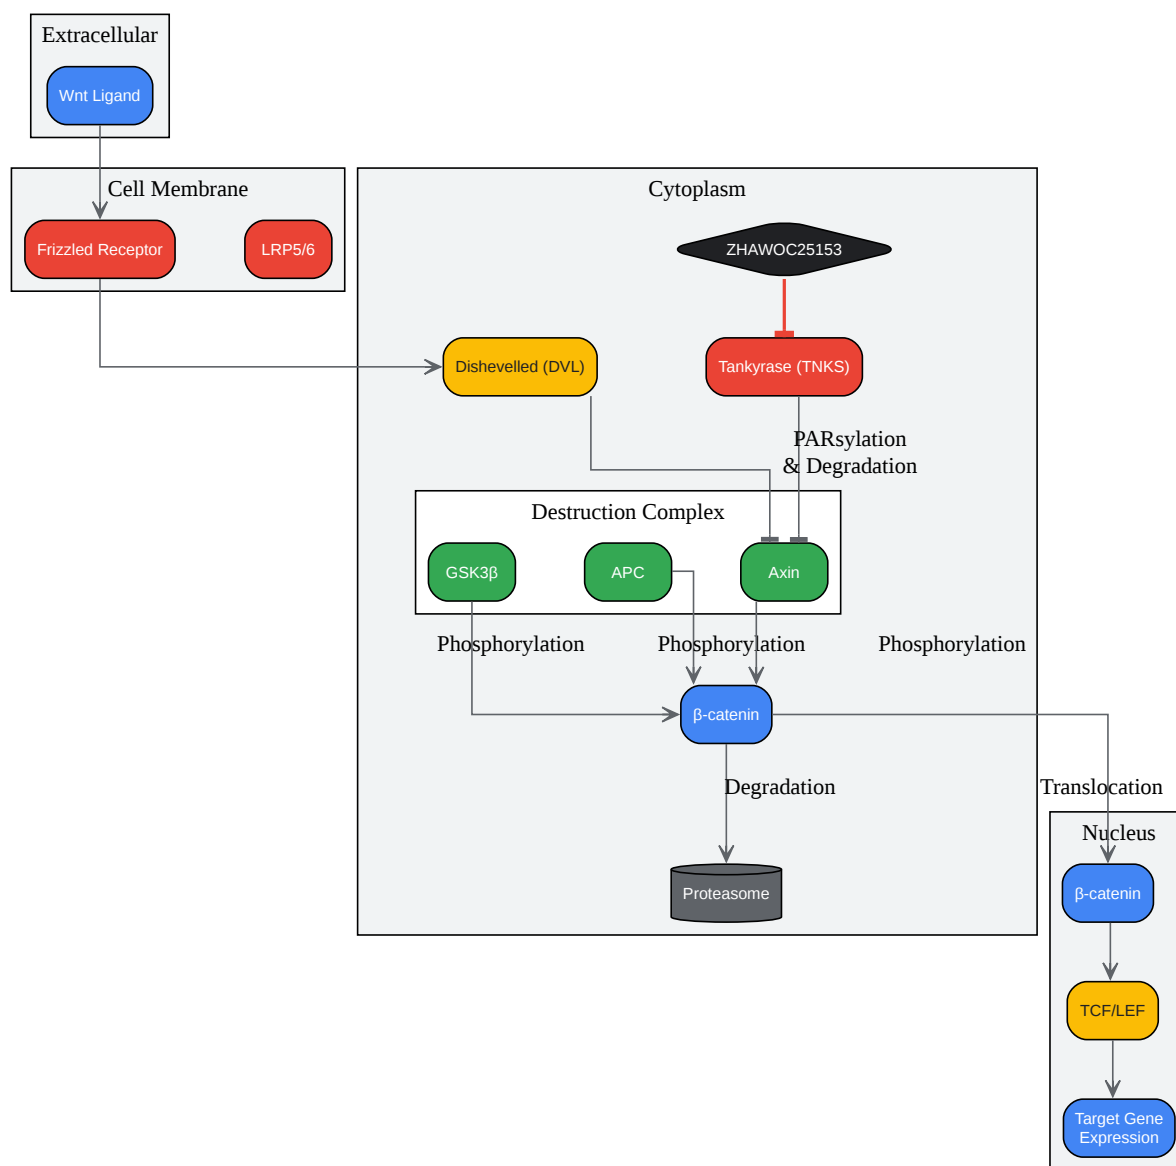 Extracellular
Wnt Ligand
Cell Membrane
Frizzled Receptor
LRP5/6
Cytoplasm
ZHAWOC25153
Dishevelled (DVL)
Tankyrase (TNKS)
PARsylation
& Degradation
Destruction Complex
GSK3β
APC
Axin
Phosphorylation
Phosphorylation
Phosphorylation
β-catenin
Degradation
Translocation
Proteasome
Nucleus
β-catenin
TCF/LEF
Target Gene
Expression